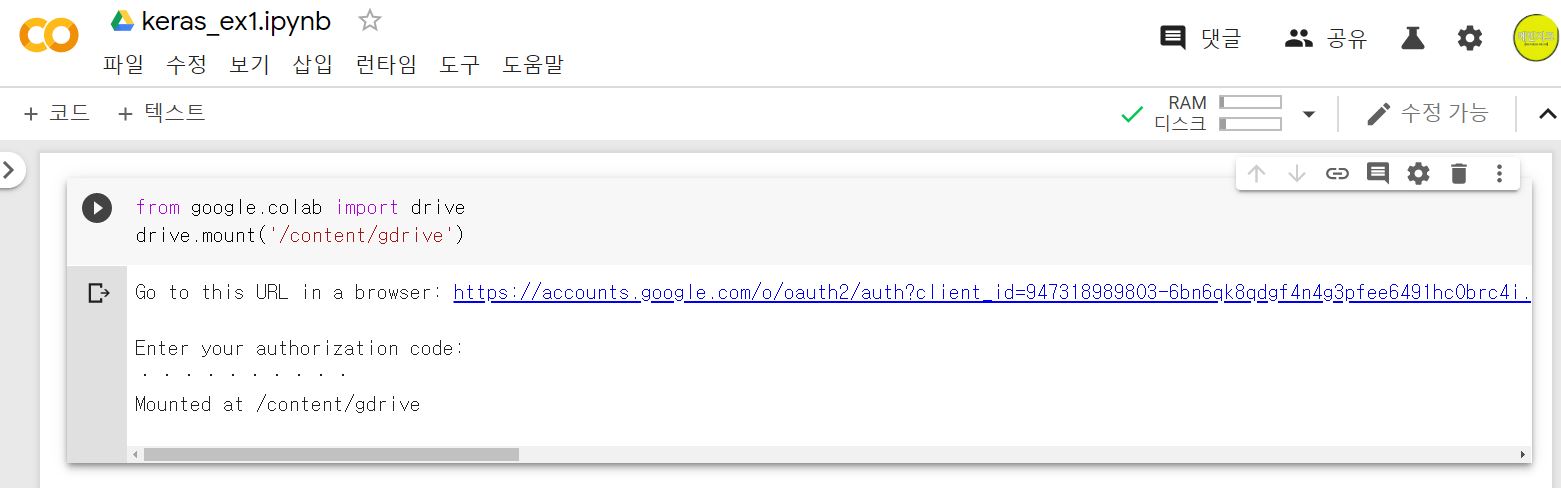 keras_ex1.ipynb
댓글 공유
파일 수정 보기 삽입 런타임 도구 도움말
+ 코드 + 텍스트
RAM
디스크
수정 가능
from google.colab import drive
drive.mount('/content/gdrive')
Go to this URL in a browser: https://accounts.google.com/o/oauth2/auth?client_id=947318989803-6bn6qk8qdgf4n4g3pfee6491hc0brc4i.
Enter your authorization code:
··········
Mounted at /content/gdrive